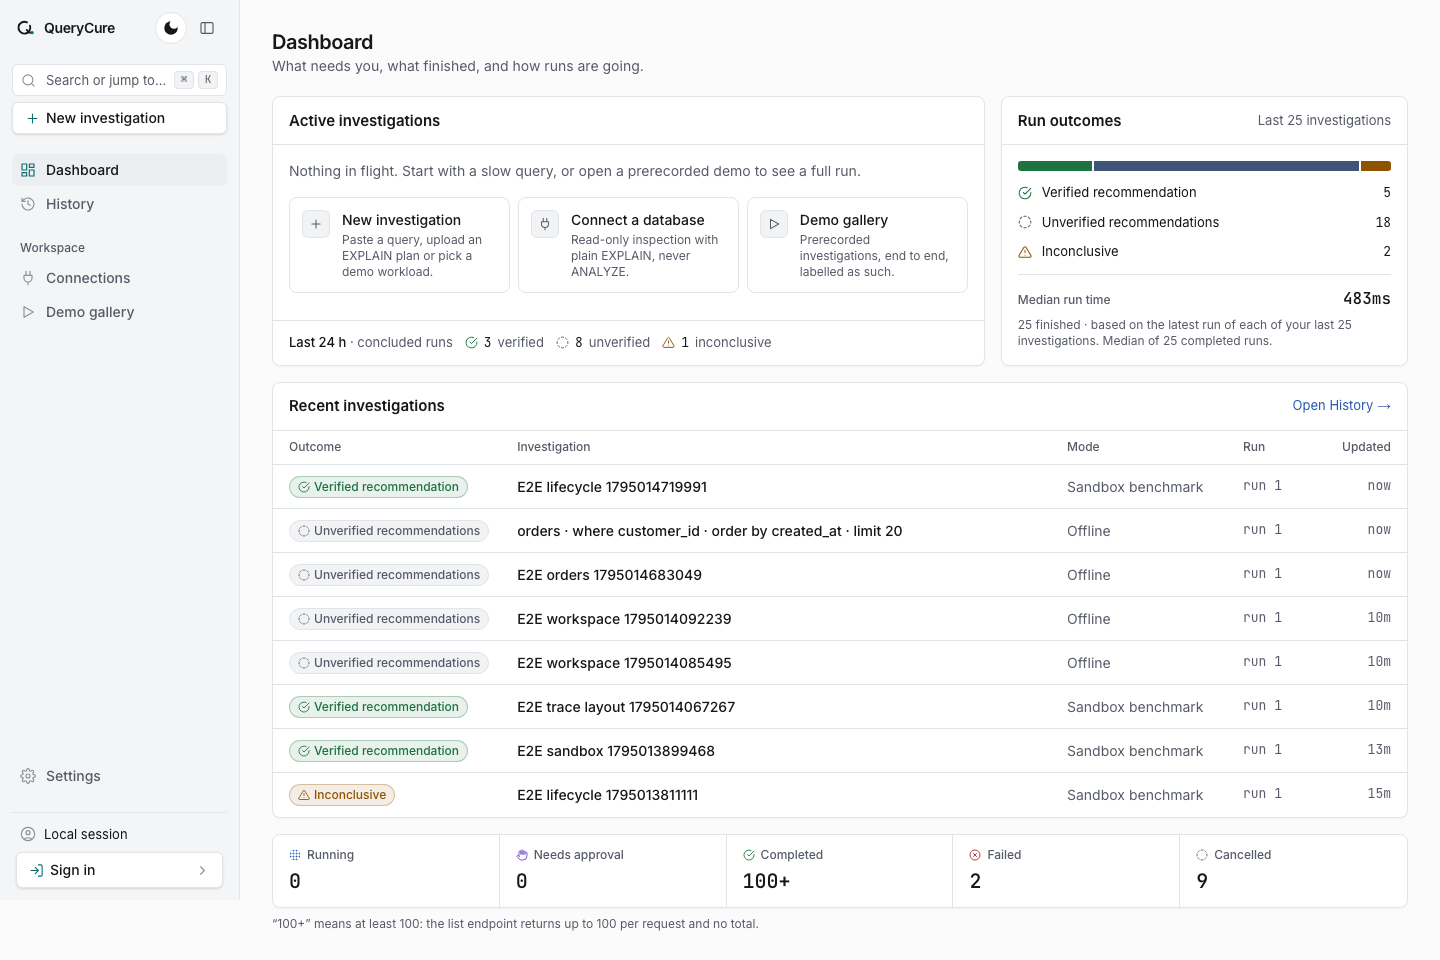 QueryCure
Search or jump to... ⌘ K
New investigation
Dashboard
History
Workspace
Connections
Demo gallery
Settings
Local session
Sign in
Dashboard
What needs you, what finished, and how runs are going.
Active investigations
Nothing in flight. Start with a slow query, or open a prerecorded demo to see a full run.
New investigation
Paste a query, upload an
EXPLAIN plan or pick a
demo workload.
Connect a database
Read-only inspection with
plain EXPLAIN, never
ANALYZE.
Demo gallery
Prerecorded
investigations, end to end,
labelled as such.
Last 24 h · concluded runs 3 verified 8 unverified 1 inconclusive
Run outcomes Last 25 investigations
Verified recommendation 5
Unverified recommendations 18
Inconclusive 2
Median run time 483ms
25 finished · based on the latest run of each of your last 25
investigations. Median of 25 completed runs.
Recent investigations Open History →
Outcome Investigation Mode Run Updated
Verified recommendation E2E lifecycle 1795014719991 Sandbox benchmark run 1 now
Unverified recommendations orders · where customer_id · order by created_at · limit 20 Offline run 1 now
Unverified recommendations E2E orders 1795014683049 Offline run 1 now
Unverified recommendations E2E workspace 1795014092239 Offline run 1 10m
Unverified recommendations E2E workspace 1795014085495 Offline run 1 10m
Verified recommendation E2E trace layout 1795014067267 Sandbox benchmark run 1 10m
Verified recommendation E2E sandbox 1795013899468 Sandbox benchmark run 1 13m
Inconclusive E2E lifecycle 1795013811111 Sandbox benchmark run 1 15m
Running Needs approval Completed Failed Cancelled
0 0 100+ 2 9
“100+” means at least 100: the list endpoint returns up to 100 per request and no total.